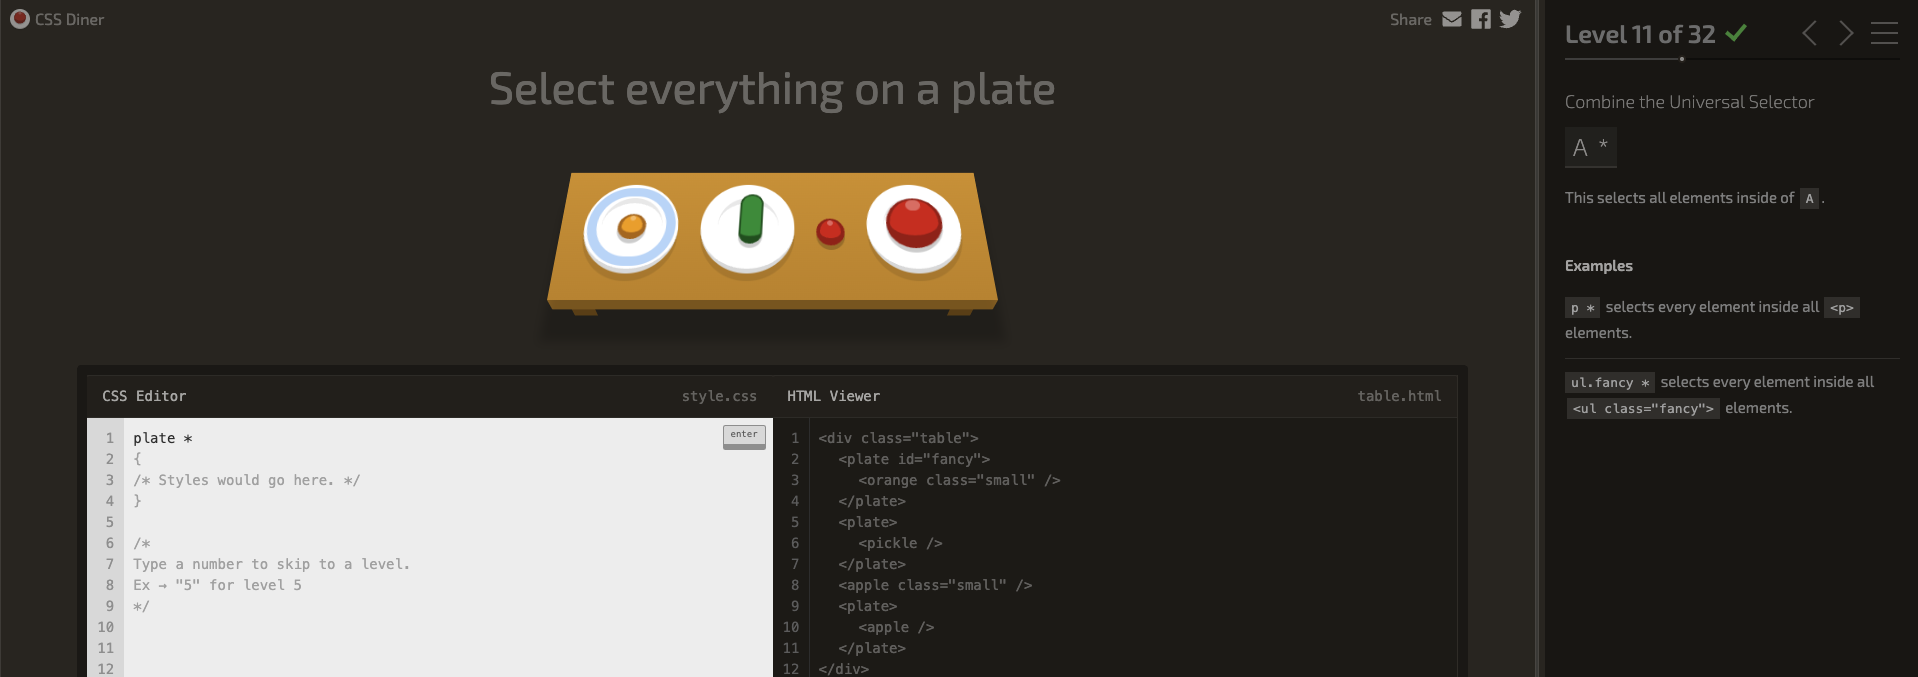 CSS Diner
Share
Select everything on a plate
CSS Editor
style.css
1 plate *
enter
2 {
3 /* Styles would go here. */
4 }
5
6 /*
7 Type a number to skip to a level.
8 Ex → "5" for level 5
9 */
10
11
12
HTML Viewer
table.html
1 <div class="table">
2 <plate id="fancy">
3 <orange class="small" />
4 </plate>
5 <plate>
6 <pickle />
7 </plate>
8 <apple class="small" />
9 <plate>
10 <apple />
11 </plate>
12 </div>
Level 11 of 32
Combine the Universal Selector
A *
This selects all elements inside of A .
Examples
p * selects every element inside all <p>
elements.
ul.fancy * selects every element inside all
<ul class="fancy"> elements.